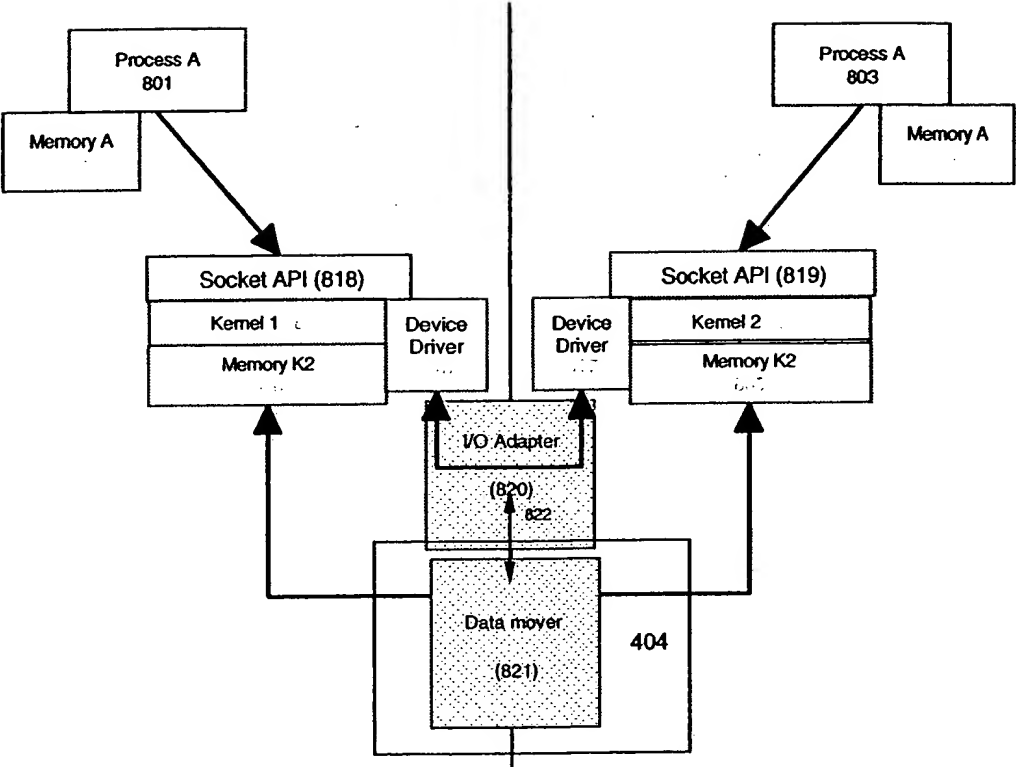 Process A
801
Memory A
Process A
803
Memory A
Socket API (818)
Kernel 1
Memory K2
Device
Driver
Socket API (819)
Device
Driver
Kernel 2
Memory K2
I/O Adapter
(820)
822
Data mover
(821)
404